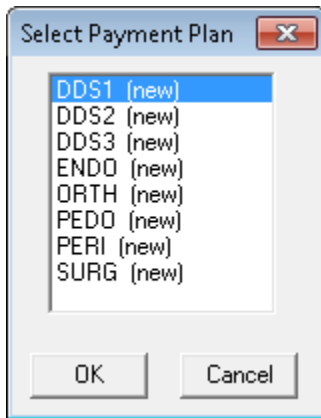 Select Payment Plan
DDS1 (new)
DDS2 (new)
DDS3 (new)
ENDO (new)
ORTH (new)
PEDO (new)
PERI (new)
SURG (new)
OK
Cancel